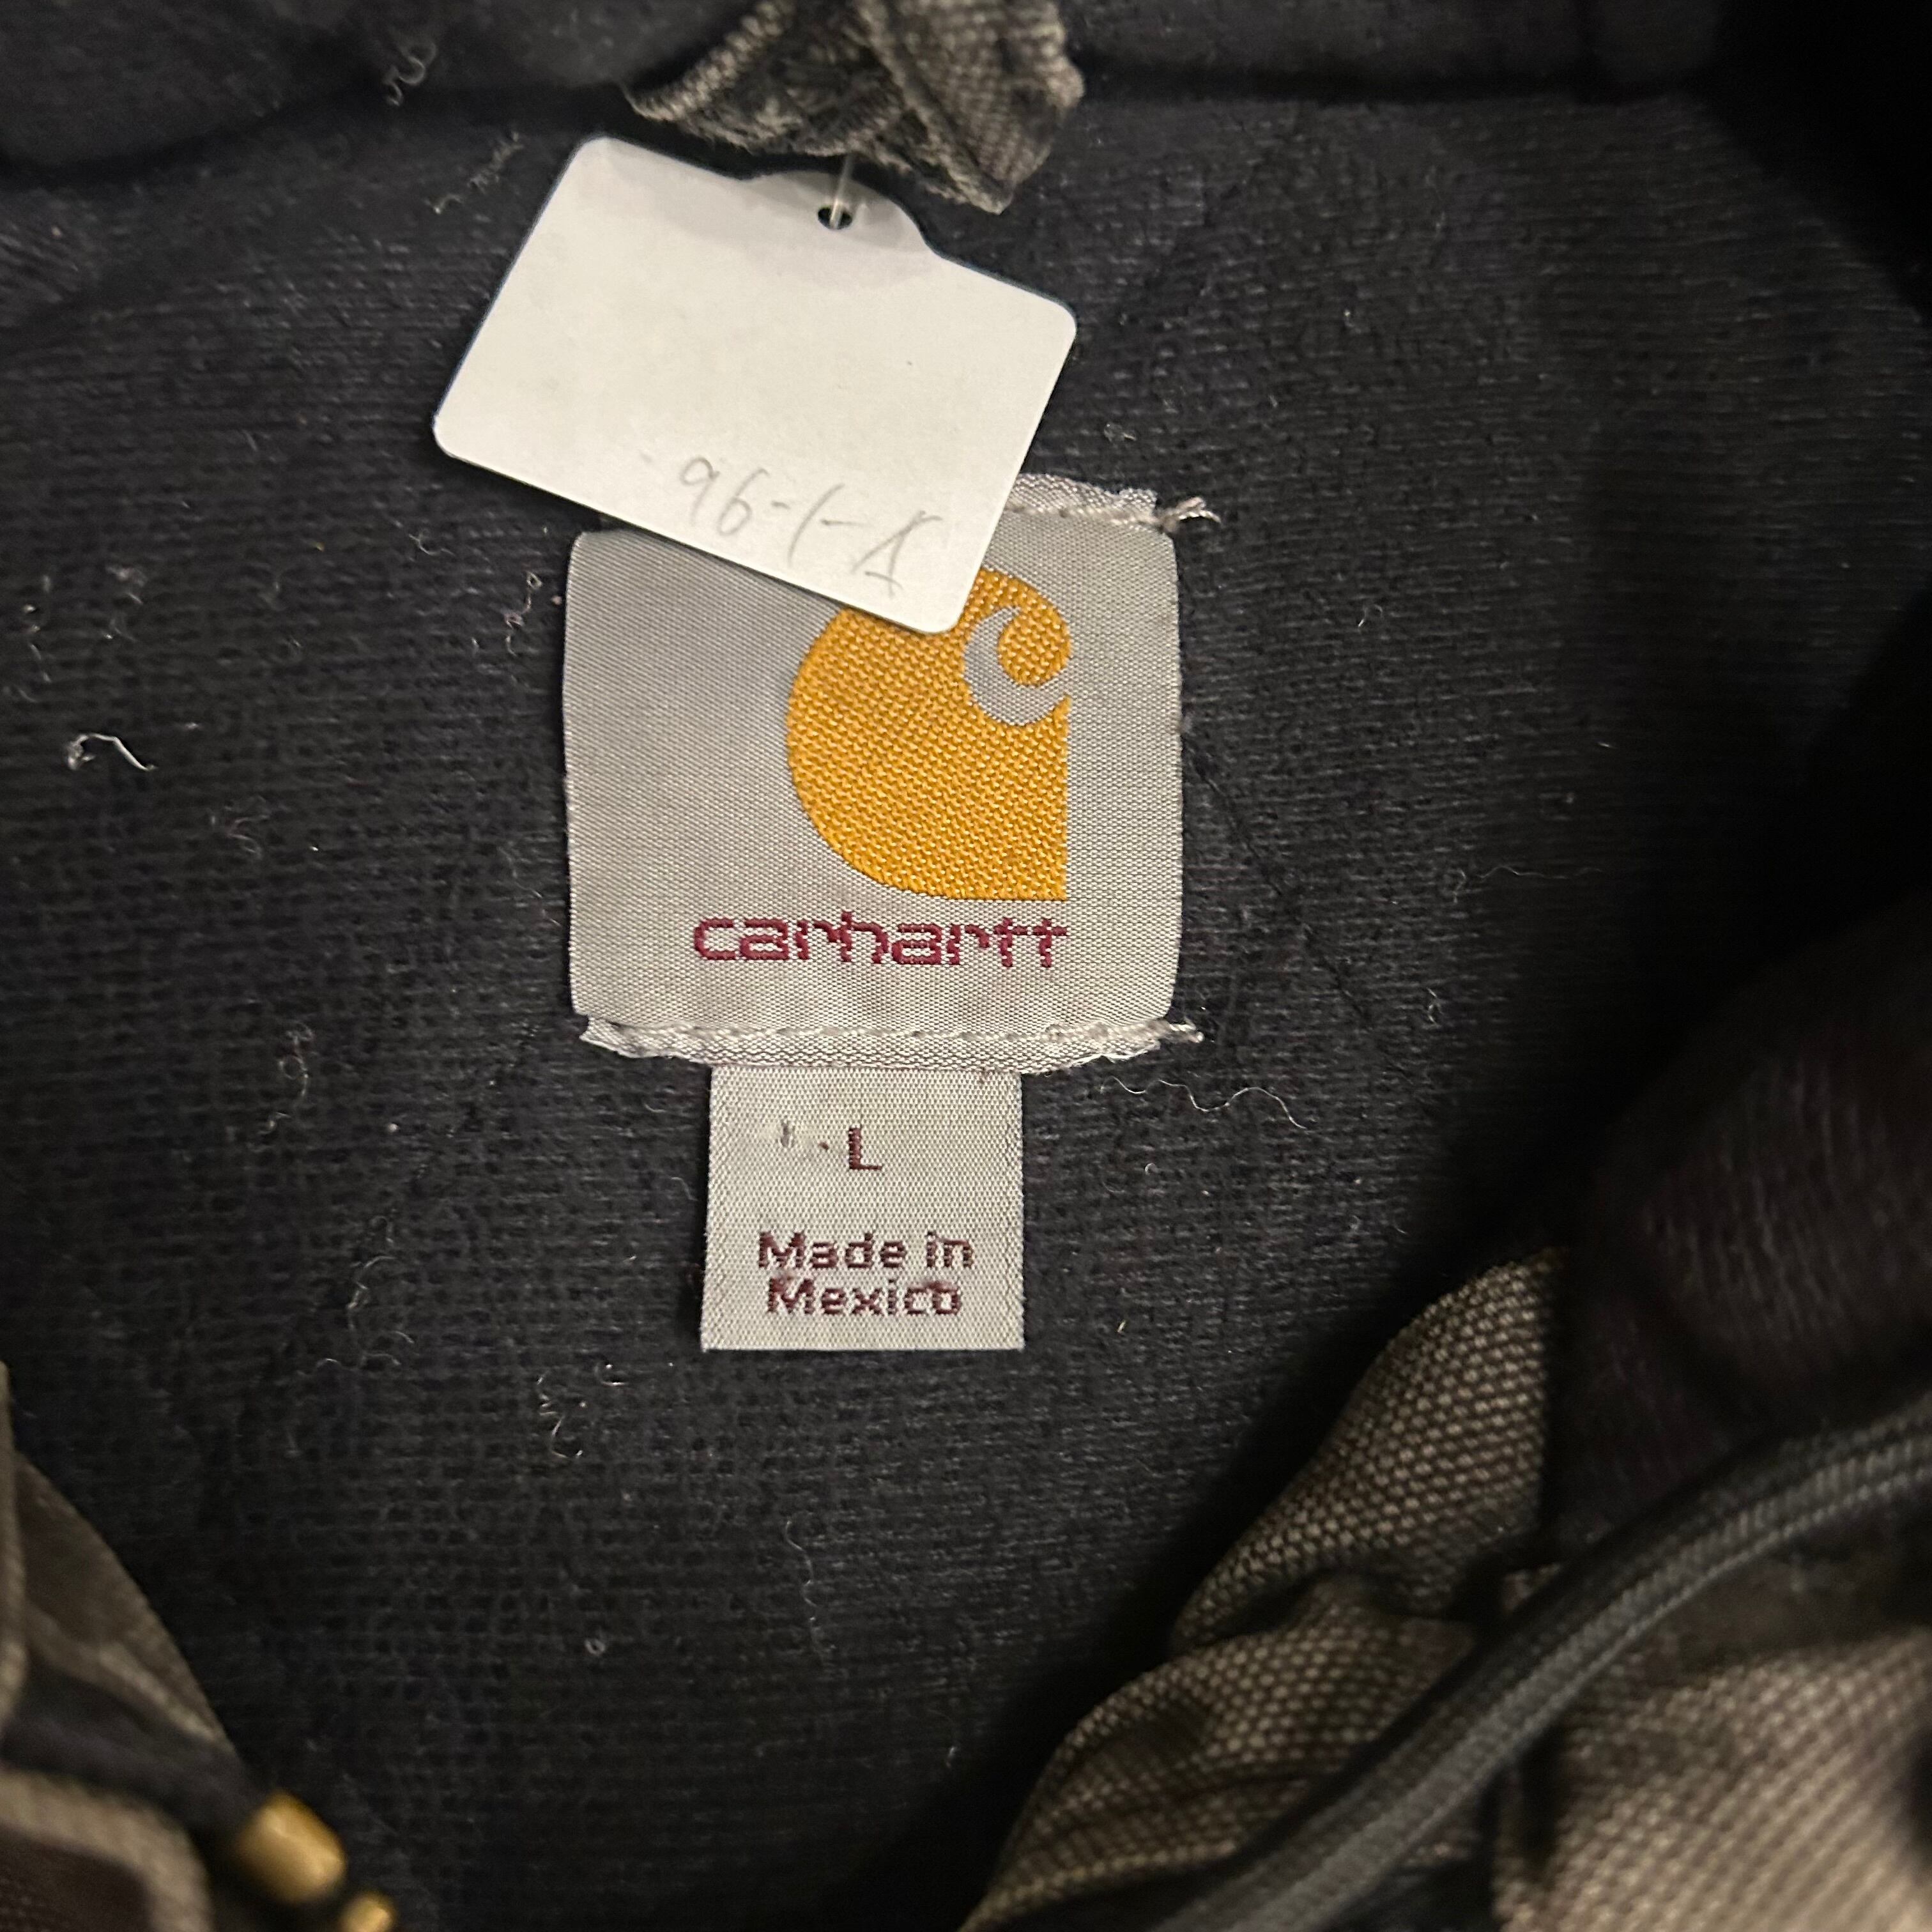 96-1-A
carhartt
L
Made in
Mexico